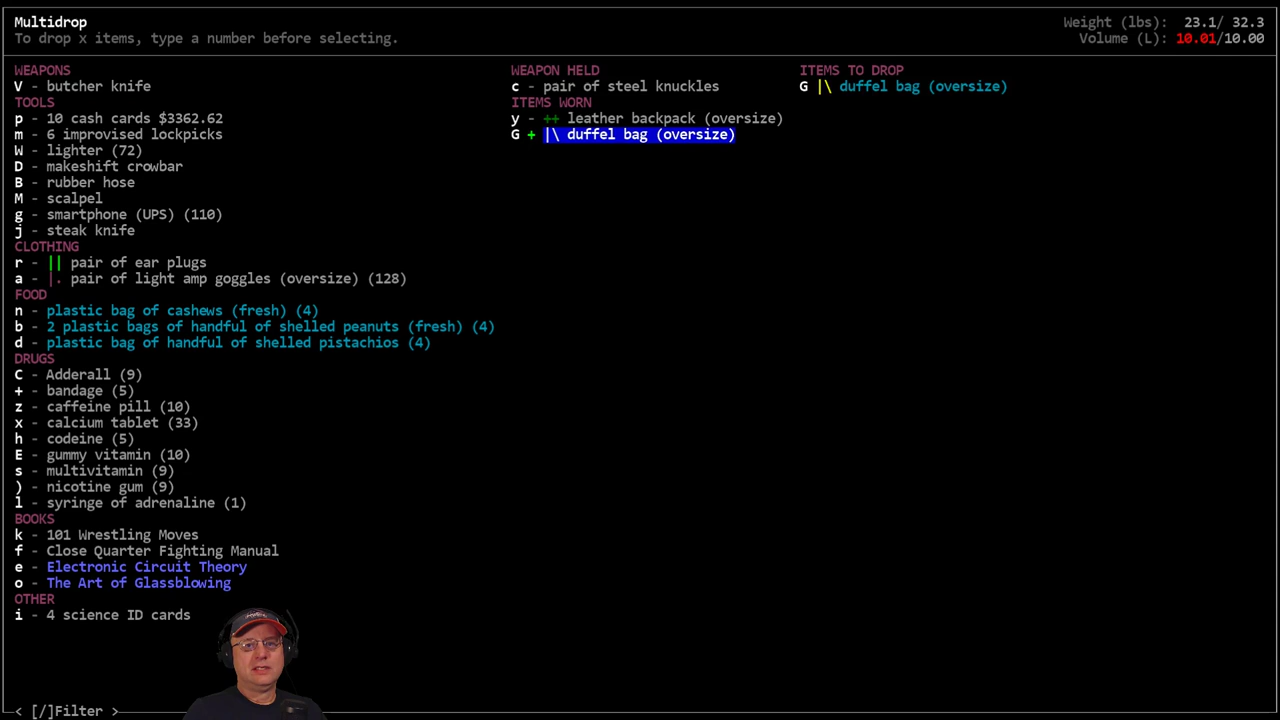 Multidrop
To drop x items, type a number before selecting.
Weight (lbs): 23.1/ 32.3
Volume (L): 10.01/10.00
WEAPONS
V - butcher knife
TOOLS
p - 10 cash cards $3362.62
m - 6 improvised lockpicks
W - lighter (72)
D - makeshift crowbar
B - rubber hose
M - scalpel
g - smartphone (UPS) (110)
j - steak knife
CLOTHING
r - || pair of ear plugs
a - |. pair of light amp goggles (oversize) (128)
FOOD
n - plastic bag of cashews (fresh) (4)
b - 2 plastic bags of handful of shelled peanuts (fresh) (4)
d - plastic bag of handful of shelled pistachios (4)
DRUGS
C - Adderall (9)
+ - bandage (5)
z - caffeine pill (10)
x - calcium tablet (33)
h - codeine (5)
E - gummy vitamin (10)
s - multivitamin (9)
) - nicotine gum (9)
l - syringe of adrenaline (1)
BOOKS
k - 101 Wrestling Moves
f - Close Quarter Fighting Manual
e - Electronic Circuit Theory
o - The Art of Glassblowing
OTHER
i - 4 science ID cards
WEAPON HELD
c - pair of steel knuckles
ITEMS WORN
y - ++ leather backpack (oversize)
G + |\ duffel bag (oversize)
ITEMS TO DROP
G |\ duffel bag (oversize)
< [/]Filter >